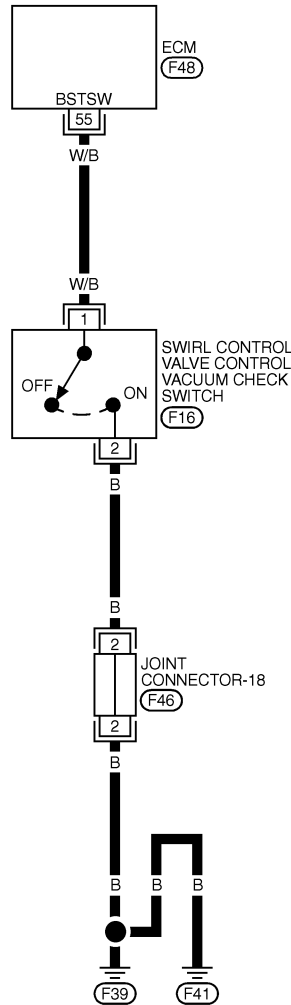 ECM
F48
BSTSW
55
W/B
W/B
1
SWIRL CONTROL
VALVE CONTROL
VACUUM CHECK
SWITCH
F16
OFF
ON
2
B
B
2
JOINT
CONNECTOR-18
F46
2
B
B B B
F39 F41